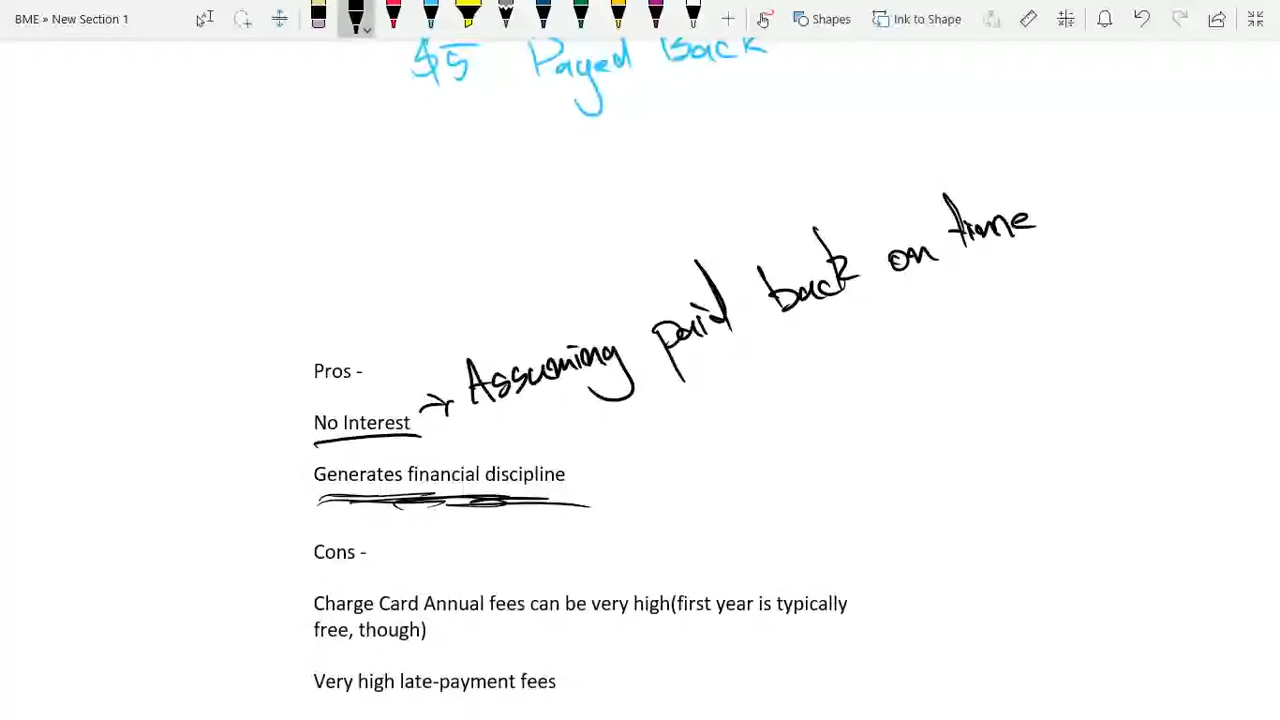 BME » New Section 1
Shapes
Ink to Shape
$5 Payed Back
Assuming paid back on time
Pros -
No Interest
Generates financial discipline
Cons -
Charge Card Annual fees can be very high(first year is typically
free, though)
Very high late-payment fees